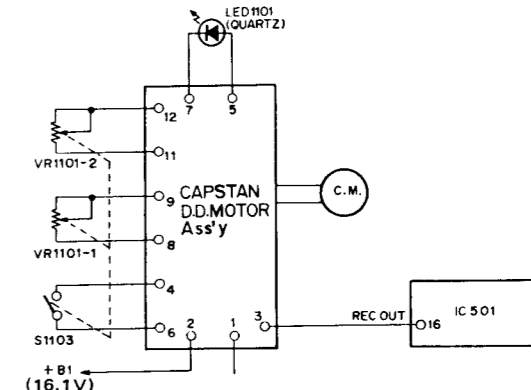 LED1101
(QUARTZ)
7
5
12
11
VR1101-2
9
CAPSTAN
D.D.MOTOR
Ass'y
C.M.
8
VR1101-1
4
3
REC OUT
16
IC 501
6
2
1
S1103
+B1
(16.1V)